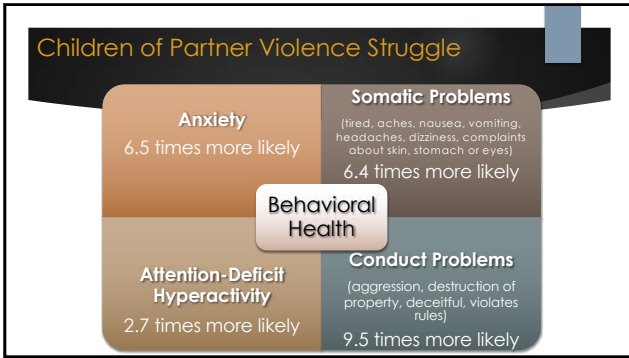 Children of Partner Violence Struggle
Anxiety
6.5 times more likely
Somatic Problems
(tired, aches, nausea, vomiting,
headaches, dizziness, complaints
about skin, stomach or eyes)
6.4 times more likely
Behavioral
Health
Attention-Deficit
Hyperactivity
2.7 times more likely
Conduct Problems
(aggression, destruction of
property, deceitful, violates
rules)
9.5 times more likely